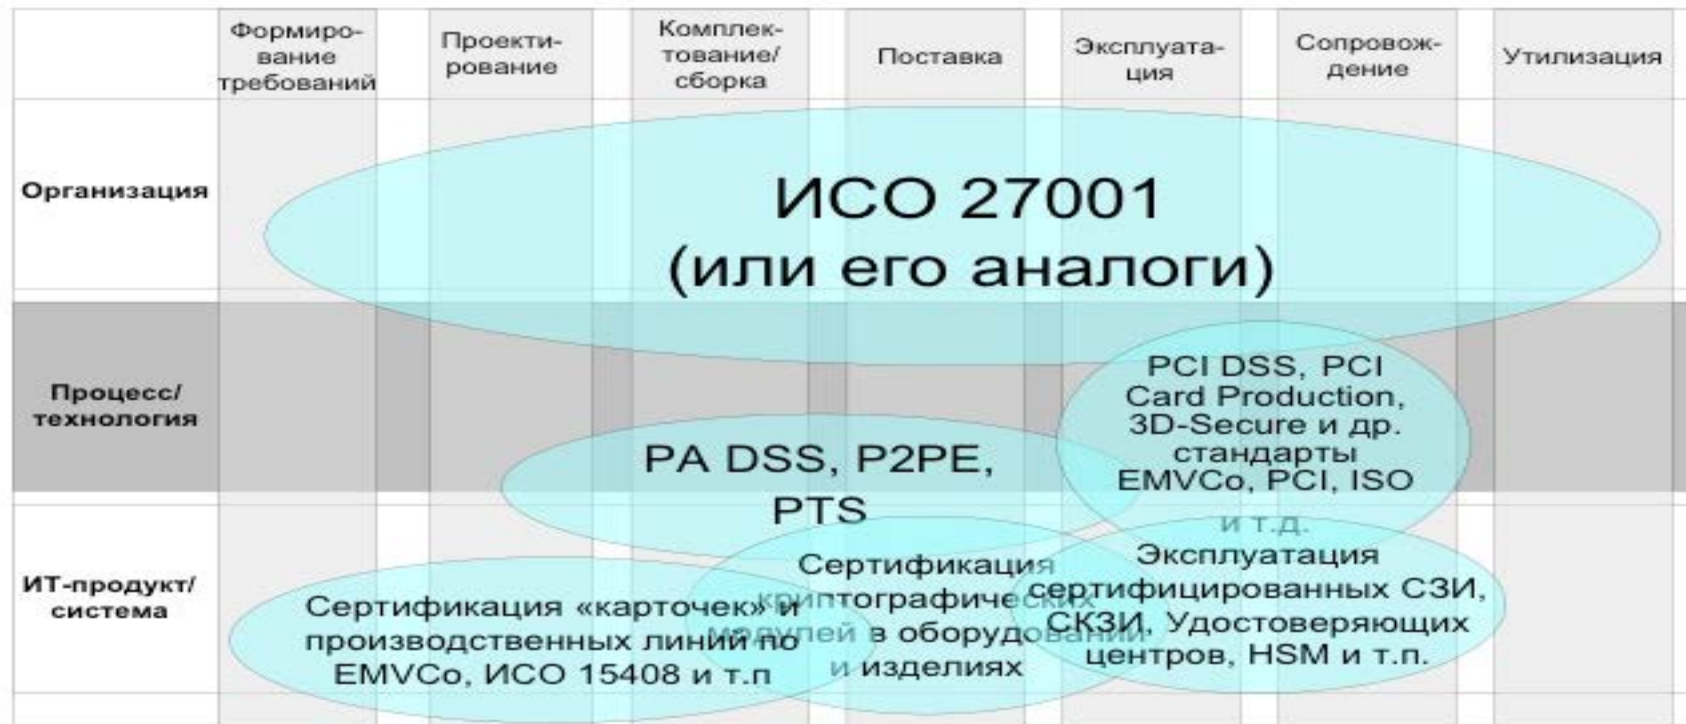 Формиро-
вание
требований
Проекти-
рование
Комплек-
тование/
сборка
Поставка
Эксплуата-
ция
Сопровож-
дение
Утилизация
Организация
ИСО 27001
(или его аналоги)
Процесс/
технология
PCI DSS, PCI
Card Production,
3D-Secure и др.
стандарты
EMVCo, PCI, ISO
и т.д.
PA DSS, P2PE,
PTS
ИТ-продукт/
система
Сертификация «карточек» и
производственных линий по
EMVCo, ИСО 15408 и т.п
Сертификация
криптографических
модулей в оборудовании
и изделиях
Эксплуатация
сертифицированных СЗИ,
СКЗИ, Удостоверяющих
центров, HSM и т.п.